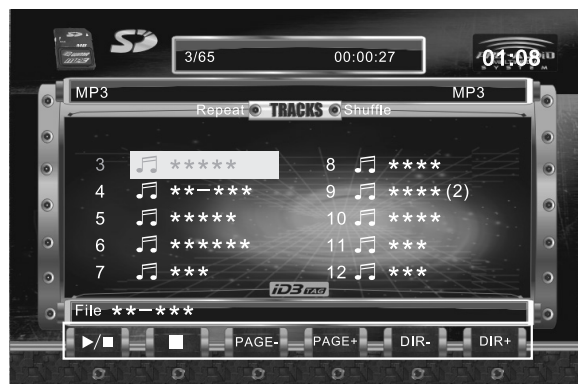 SD
3/65 00:00:27
01:08
MP3 MP3
Repeat TRACKS Shuffle
3 ***** 8 ****
4 **-*** 9 ****(2)
5 ***** 10 ****
6 ****** 11 ***
7 *** 12 ***
iD3 TAG
File **-***
▶/■ ■ PAGE- PAGE+ DIR- DIR+